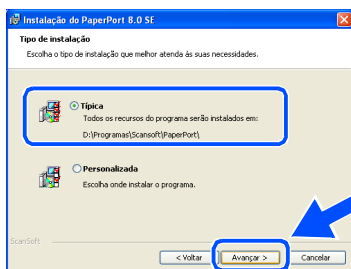 Instalação do PaperPort 8.0 SE
Tipo de instalação
Escolha o tipo de instalação que melhor atenda às suas necessidades.
Típica
Todos os recursos do programa serão instalados em:
D:\Programas\Scansoft\PaperPort\
Personalizada
Escolha onde instalar o programa.
ScanSoft
< Voltar
Avançar >
Cancelar